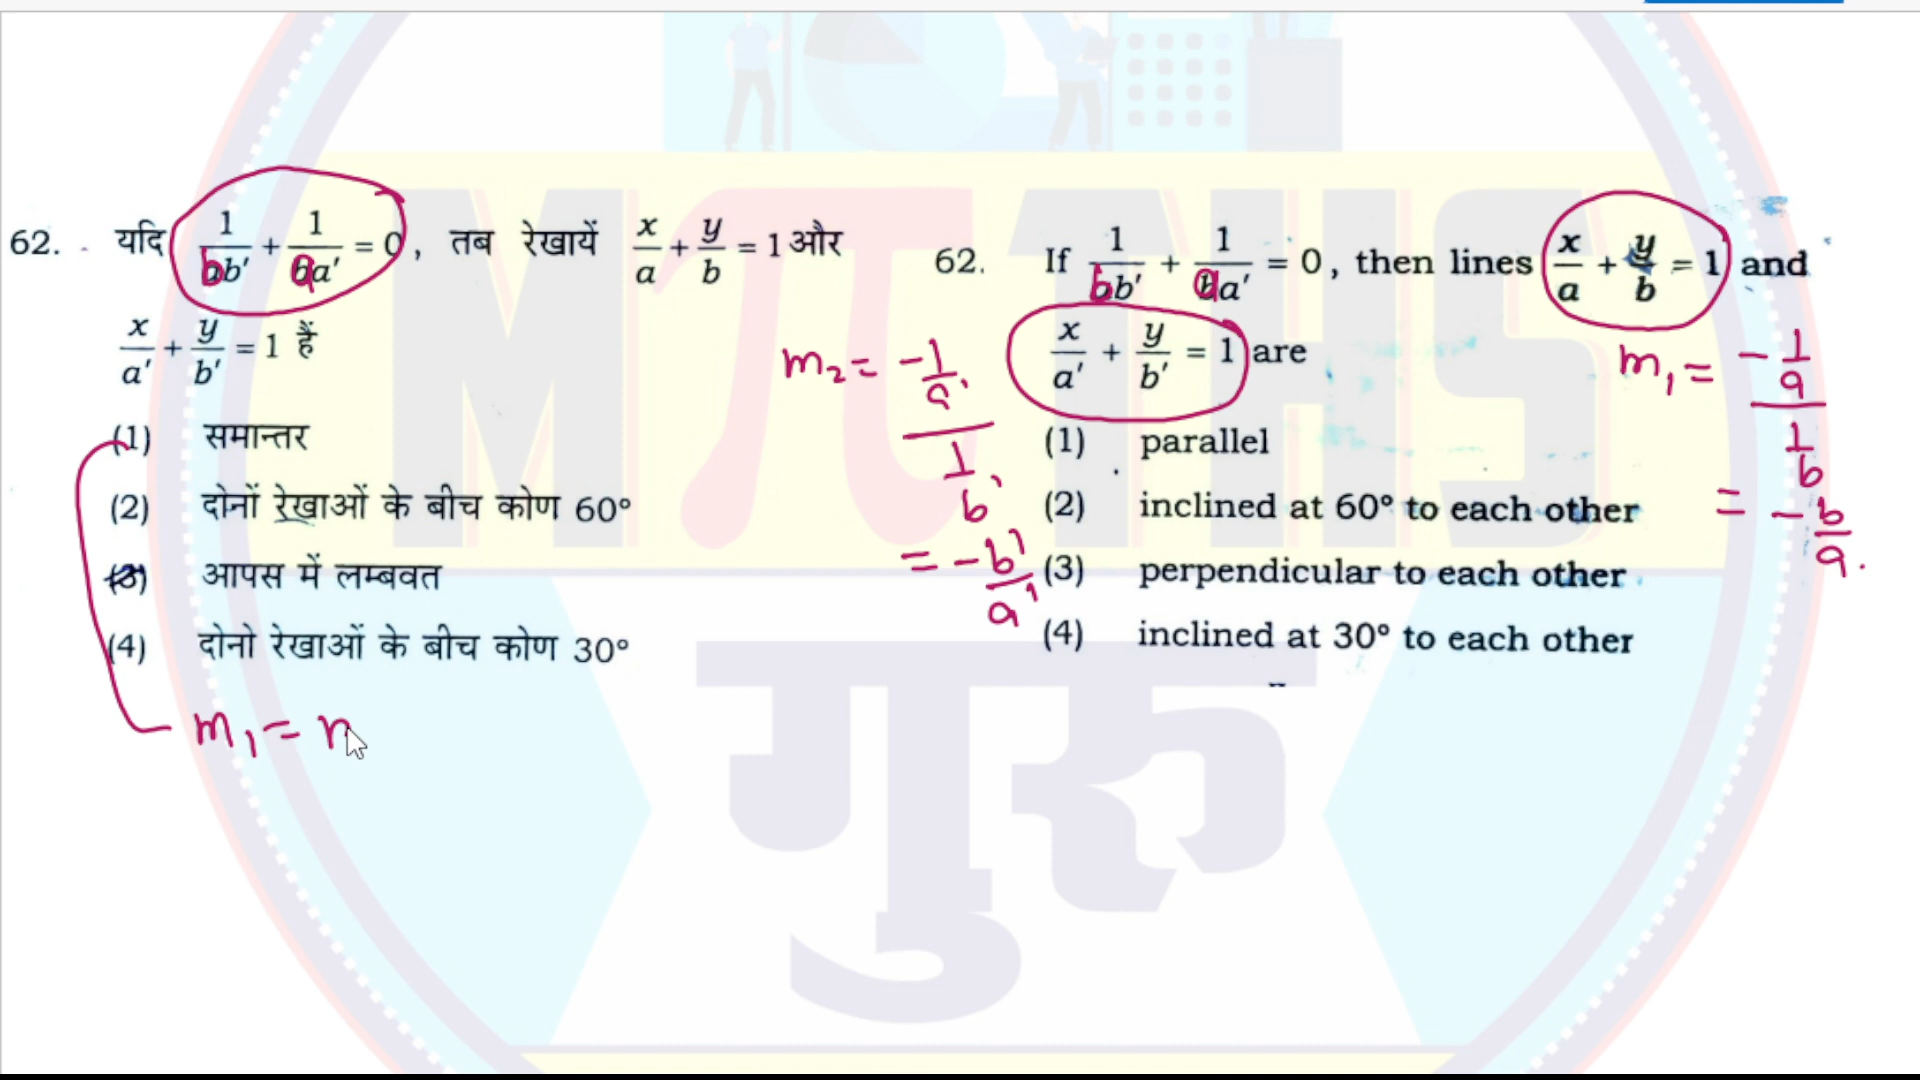 62. यदि 1/bb' + 1/aa' = 0, तब रेखायें x/a + y/b = 1 और
x/a' + y/b' = 1 हैं
(1) समान्तर
(2) दोनों रेखाओं के बीच कोण 60°
(3) आपस में लम्बवत
(4) दोनो रेखाओं के बीच कोण 30°
m₁ = n
m₂ = -1/a' / 1/b'
= -b'/a'
62. If 1/bb' + 1/aa' = 0, then lines x/a + y/b = 1 and
x/a' + y/b' = 1 are
(1) parallel
(2) inclined at 60° to each other
(3) perpendicular to each other
(4) inclined at 30° to each other
m₁ = -1/a / 1/b
= -b/a.
MπTHS
गुरु